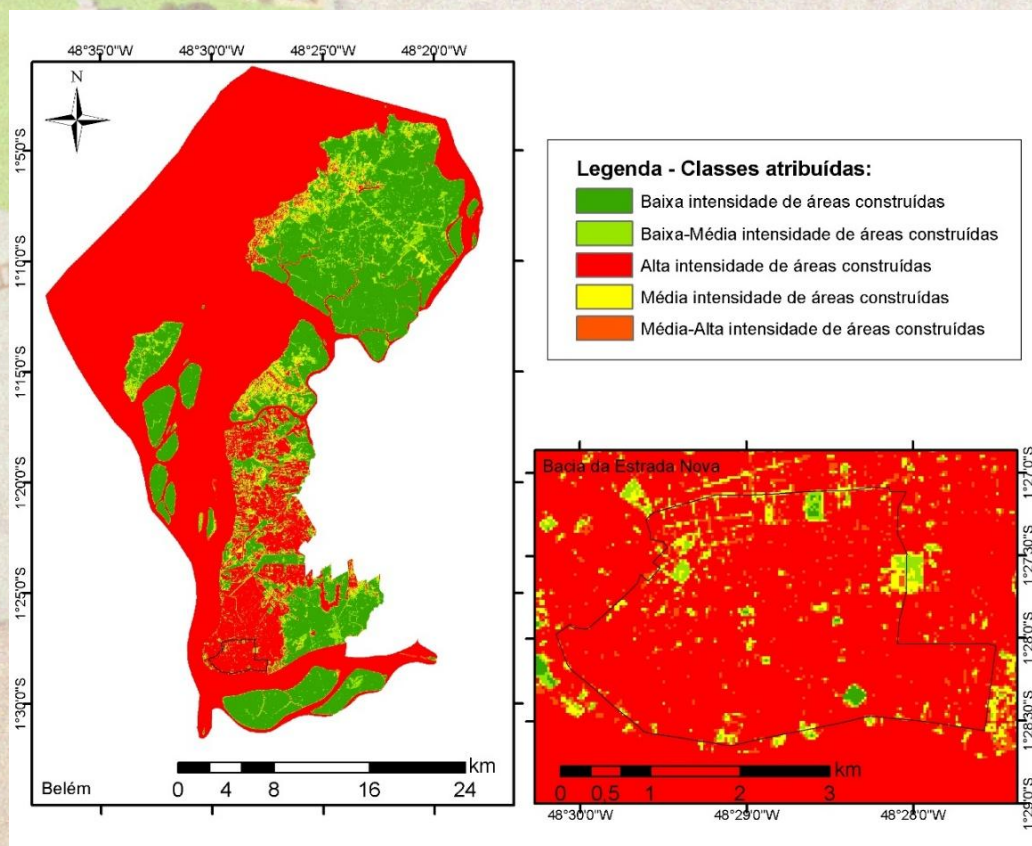 48°35'0"W 48°30'0"W 48°25'0"W 48°20'0"W
N
1°5'0"S
1°10'0"S
1°15'0"S
1°20'0"S
1°25'0"S
1°30'0"S
km
Belém
0 4 8 16 24
Legenda - Classes atribuídas:
Baixa intensidade de áreas construídas
Baixa-Média intensidade de áreas construídas
Alta intensidade de áreas construídas
Média intensidade de áreas construídas
Média-Alta intensidade de áreas construídas
Bacia da Estrada Nova
1°27'0"S
1°27'30"S
1°28'0"S
1°28'30"S
1°29'0"S
km
0 0,5 1 2 3
48°30'0"W 48°29'0"W 48°28'0"W